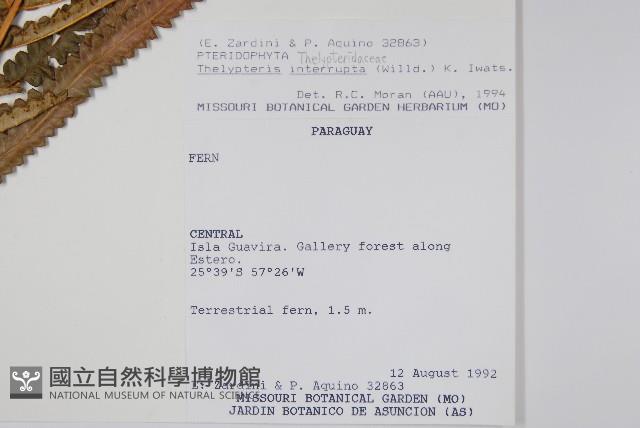 (E. Zardini & P. Aquino 32863)
PTERIDOPHYTA Thelypteridaceae
Thelypteris interrupta (Willd.) K. Iwats.
Det. R.C. Moran (AAU), 1994
MISSOURI BOTANICAL GARDEN HERBARIUM (MO)
PARAGUAY
FERN
CENTRAL
Isla Guavira. Gallery forest along
Estero.
25°39'S 57°26'W
Terrestrial fern, 1.5 m.
12 August 1992
E. Zardini & P. Aquino 32863
MISSOURI BOTANICAL GARDEN (MO)
JARDIN BOTANICO DE ASUNCION (AS)
國立自然科學博物館
NATIONAL MUSEUM OF NATURAL SCIENCE